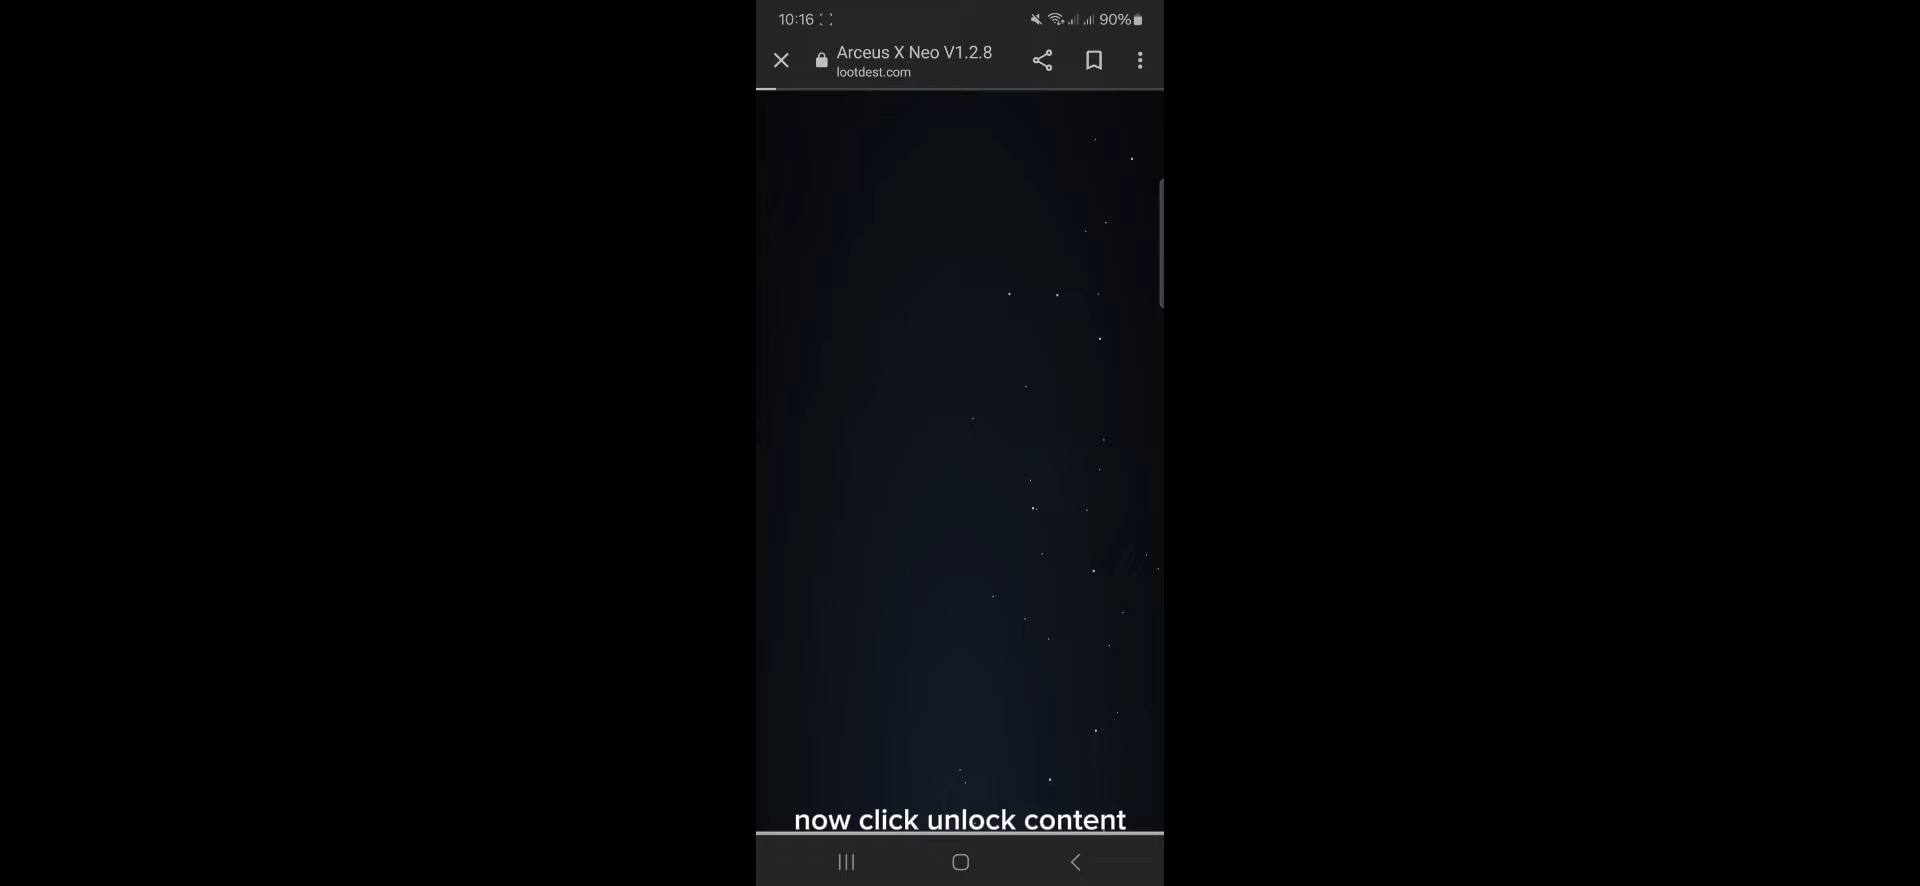 10:16
90%
Arceus X Neo V1.2.8
lootdest.com
now click unlock content